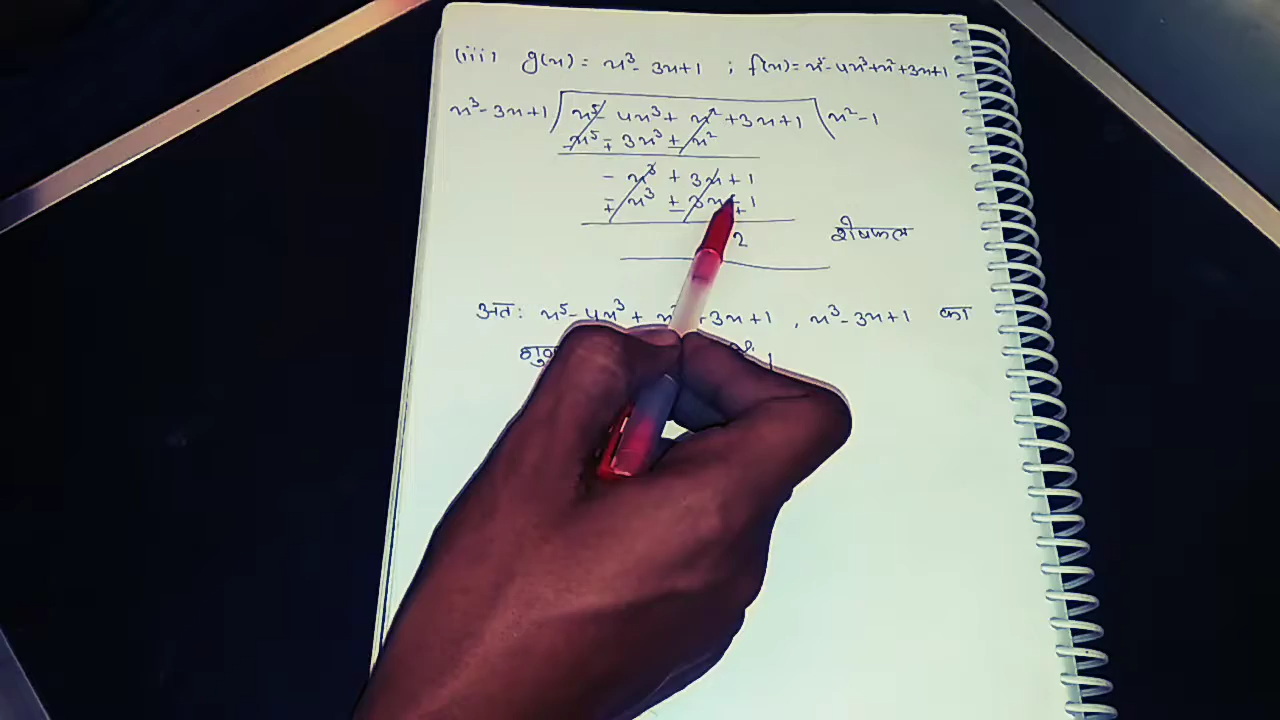 (iii) g(x) = x³ - 3x+1 ; f(x) = x⁵ - 4x³ + x² + 3x + 1
x³ - 3x+1 ) x⁵ - 4x³ + x² + 3x + 1 ( x² - 1
x⁵ 3x³ x²
- x³ + 3x + 1
x³ 3x 1
2 शेषफल
अतः x⁵ - 4x³ + +3x+1 , x³ - 3x+1 का